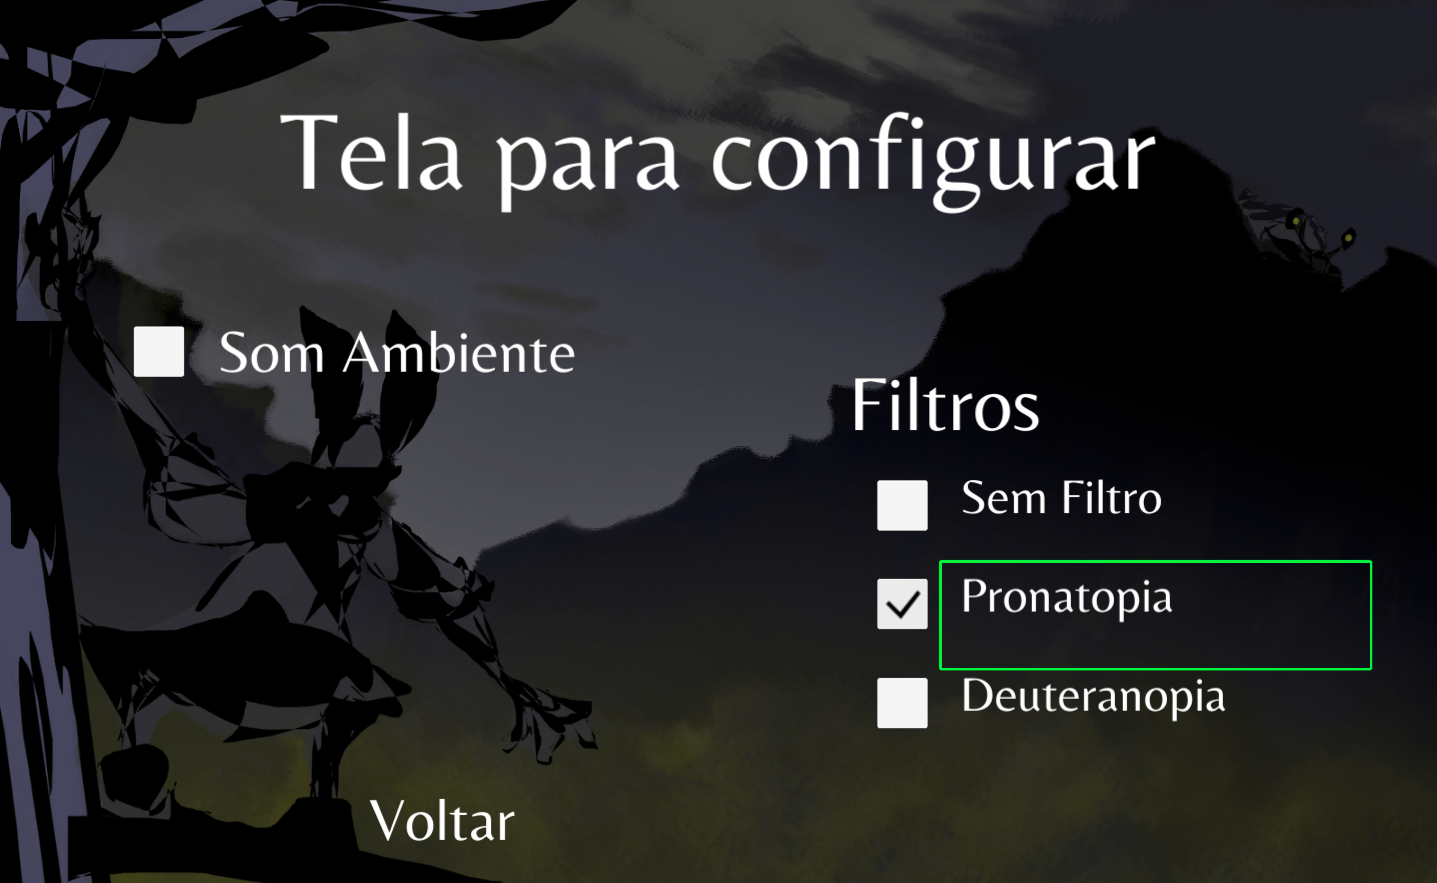 Tela para configurar
Som Ambiente
Filtros
Sem Filtro
Pronatopia
Deuteranopia
Voltar